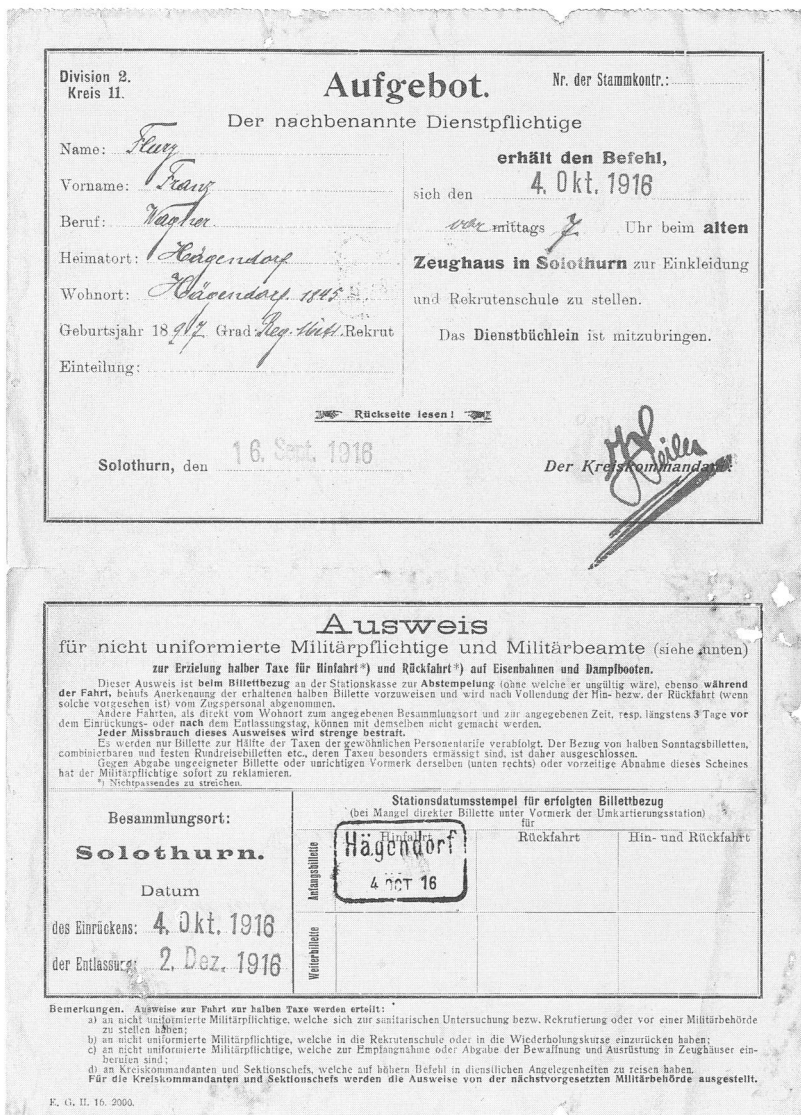 Division 2.
Kreis 11.
Aufgebot.
Nr. der Stammkontr.:
Der nachbenannte Dienstpflichtige
Name: Flury
Vorname: Franz
Beruf: Wagner
Heimatort: Hägendorf
Wohnort: Hägendorf 1845
Geburtsjahr 1897 Grad Rekrut
Einteilung:
erhält den Befehl,
sich den 4. Okt. 1916
vormittags 7 Uhr beim alten
Zeughaus in Solothurn zur Einkleidung
und Rekrutenschule zu stellen.
Das Dienstbüchlein ist mitzubringen.
Rückseite lesen!
Solothurn, den 16. Sept. 1916
Der Kreiskommandant:
Ausweis
für nicht uniformierte Militärpflichtige und Militärbeamte (siehe unten)
zur Erzielung halber Taxe für Hinfahrt*) und Rückfahrt*) auf Eisenbahnen und Dampfbooten.
Dieser Ausweis ist beim Billettbezug an der Stationskasse zur Abstempelung (ohne welche er ungültig wäre), ebenso während
der Fahrt, behufs Anerkennung der erhaltenen halben Billette vorzuweisen und wird nach Vollendung der Hin- bezw. der Rückfahrt (wenn
solche vorgesehen ist) vom Zugspersonal abgenommen.
Andere Fahrten, als direkt vom Wohnort zum angegebenen Besammlungsort und zur angegebenen Zeit, resp. längstens 3 Tage vor
dem Einrückungs- oder nach dem Entlassungstag, können mit demselben nicht gemacht werden.
Jeder Missbrauch dieses Ausweises wird strenge bestraft.
Es werden nur Billette zur Hälfte der Taxen der gewöhnlichen Personentarife verabfolgt. Der Bezug von halben Sonntagsbilletten,
combinierbaren und festen Rundreisebilletten etc., deren Taxen besonders ermässigt sind, ist daher ausgeschlossen.
Gegen Abgabe ungeeigneter Billette oder unrichtigen Vormerk derselben (unten rechts) oder vorzeitige Abnahme dieses Scheines
hat der Militärpflichtige sofort zu reklamieren.
*) Nichtpassendes zu streichen.
Besammlungsort:
Solothurn.
Datum
des Einrückens: 4. Okt. 1916
der Entlassung: 2. Dez. 1916
Stationsdatumsstempel für erfolgten Billettbezug
(bei Mangel direkter Billette unter Vormerk der Umkartierungsstation)
für
Hinfahrt
Rückfahrt
Hin- und Rückfahrt
Anfangsbillette
Hägendorf
4 OCT 16
Weiterbillette
Bemerkungen. Ausweise zur Fahrt zur halben Taxe werden erteilt:
a) an nicht uniformierte Militärpflichtige, welche sich zur sanitarischen Untersuchung bezw. Rekrutierung oder vor einer Militärbehörde
zu stellen haben;
b) an nicht uniformierte Militärpflichtige, welche in die Rekrutenschule oder in die Wiederholungskurse einzurücken haben;
c) an nicht uniformierte Militärpflichtige, welche zur Empfangnahme oder Abgabe der Bewaffnung und Ausrüstung in Zeughäuser ein-
berufen sind;
d) an Kreiskommandanten und Sektionschefs, welche auf höhern Befehl in dienstlichen Angelegenheiten zu reisen haben.
Für die Kreiskommandanten und Sektionschefs werden die Ausweise von der nächstvorgesetzten Militärbehörde ausgestellt.
K. G. II. 15. 2000.